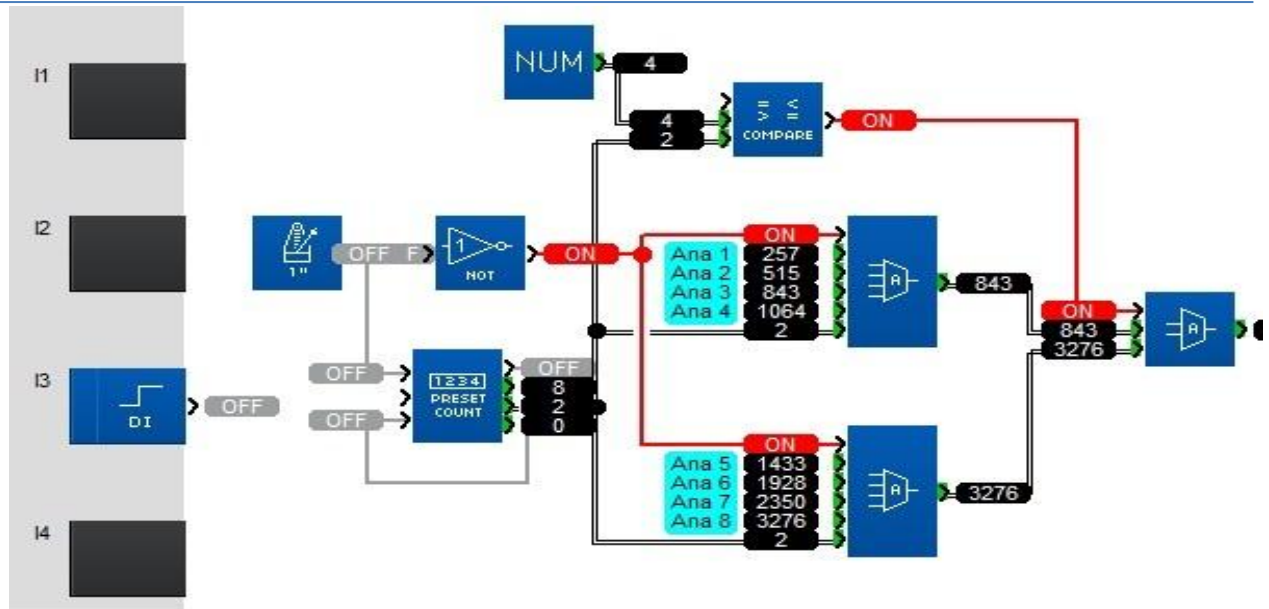 I1
I2
I3
I4
DI
OFF
1"
OFF F
1
NOT
ON
NUM
4
4
2
= <
> =
COMPARE
ON
OFF
OFF
1234
PRESET
COUNT
OFF
8
2
0
ON
Ana 1 257
Ana 2 515
Ana 3 843
Ana 4 1064
2
A
843
ON
Ana 5 1433
Ana 6 1928
Ana 7 2350
Ana 8 3276
2
A
3276
ON
843
3276
A